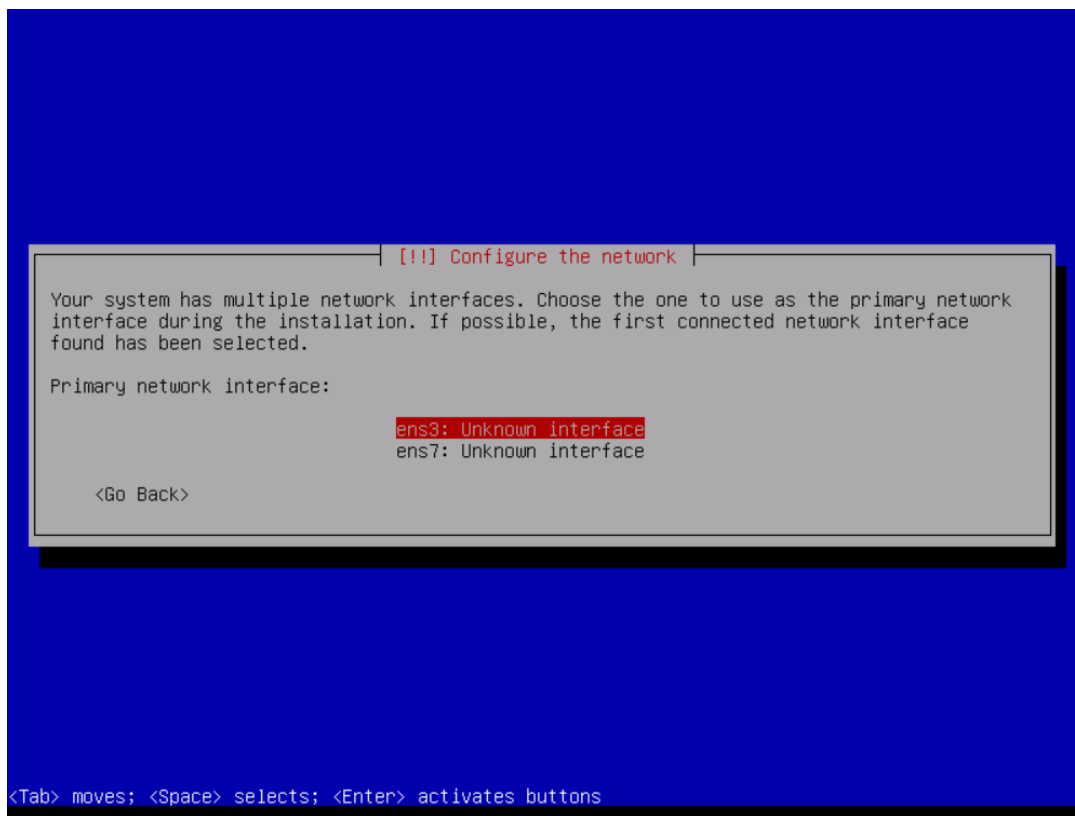 [!!] Configure the network
Your system has multiple network interfaces. Choose the one to use as the primary network
interface during the installation. If possible, the first connected network interface
found has been selected.
Primary network interface:
ens3: Unknown interface
ens7: Unknown interface
<Go Back>
<Tab> moves; <Space> selects; <Enter> activates buttons